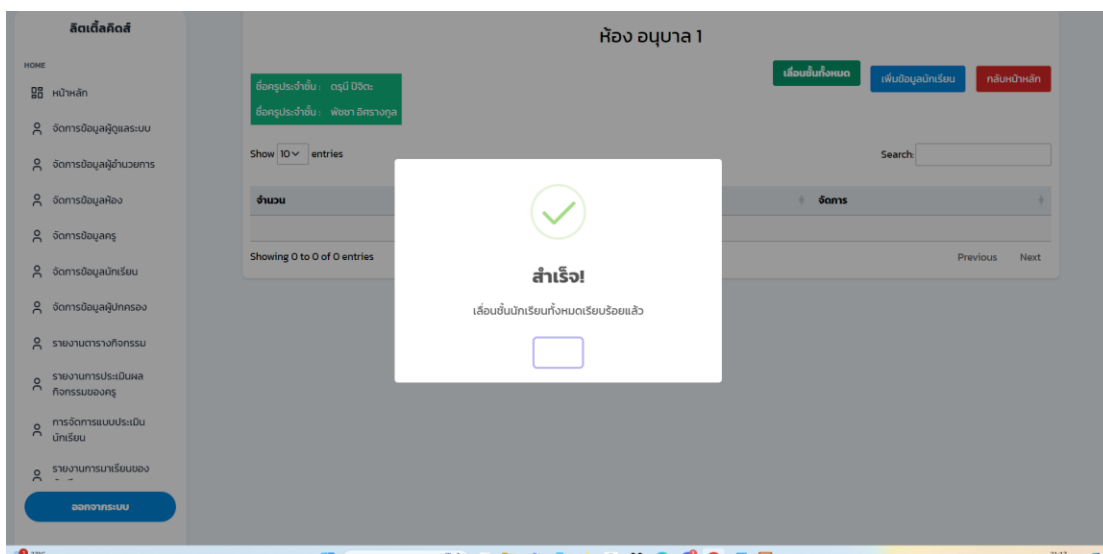 ลิตเติ้ลคิดส์
HOME
หน้าหลัก
จัดการข้อมูลผู้ดูแลระบบ
จัดการข้อมูลผู้อำนวยการ
จัดการข้อมูลห้อง
จัดการข้อมูลครู
จัดการข้อมูลนักเรียน
จัดการข้อมูลผู้ปกครอง
รายงานตารางกิจกรรม
รายงานการประเมินผล
กิจกรรมของครู
การจัดการแบบประเมิน
นักเรียน
รายงานการมาเรียนของ
ออกจากระบบ
ห้อง อนุบาล 1
เลื่อนชั้นทั้งหมด
เพิ่มข้อมูลนักเรียน
กลับหน้าหลัก
ชื่อครูประจำชั้น : ดรุนี ปิจิตะ
ชื่อครูประจำชั้น : พิชชา อิศรางกุล
Show 10 entries
Search:
จำนวน
จัดการ
Showing 0 to 0 of 0 entries
Previous Next
สำเร็จ!
เลื่อนชั้นนักเรียนทั้งหมดเรียบร้อยแล้ว